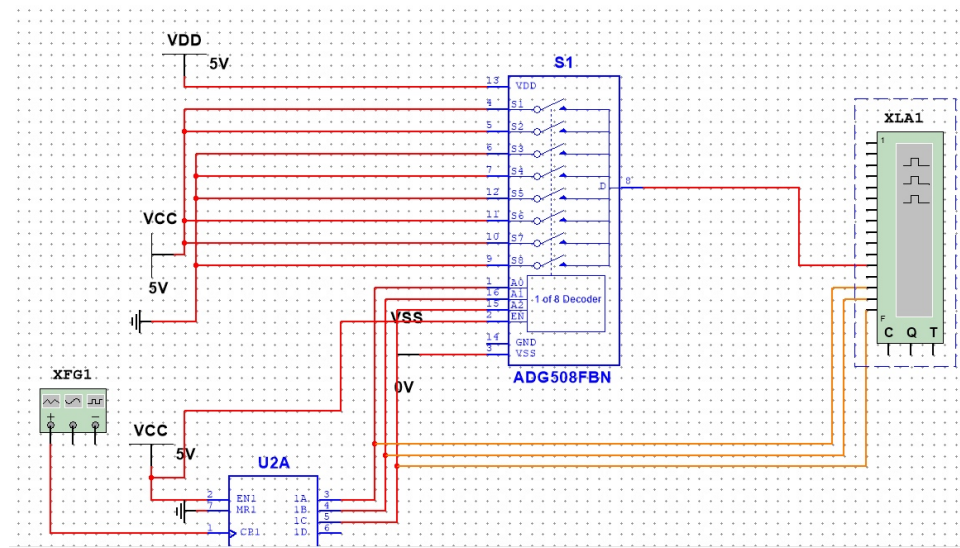 VDD
5V
S1
13 VDD
4 S1
5 S2
6 S3
7 S4
12 S5
11 S6
10 S7
9 S8
D 8
1 A0
16 A1
15 A2
2 EN
1 of 8 Decoder
14 GND
3 VSS
ADG508FBN
VCC
5V
VSS
0V
XLA1
1
F
C Q T
XFG1
+ −
VCC
5V
U2A
2 EN1 1A 3
7 MR1 1B 4
1C 5
1 CP1 1D 6